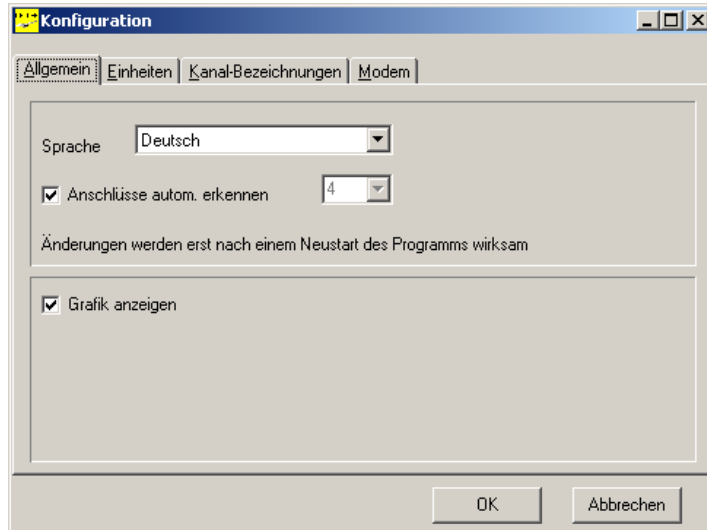 Konfiguration
Allgemein Einheiten Kanal-Bezeichnungen Modem
Sprache Deutsch
Anschlüsse autom. erkennen 4
Änderungen werden erst nach einem Neustart des Programms wirksam
Grafik anzeigen
OK Abbrechen